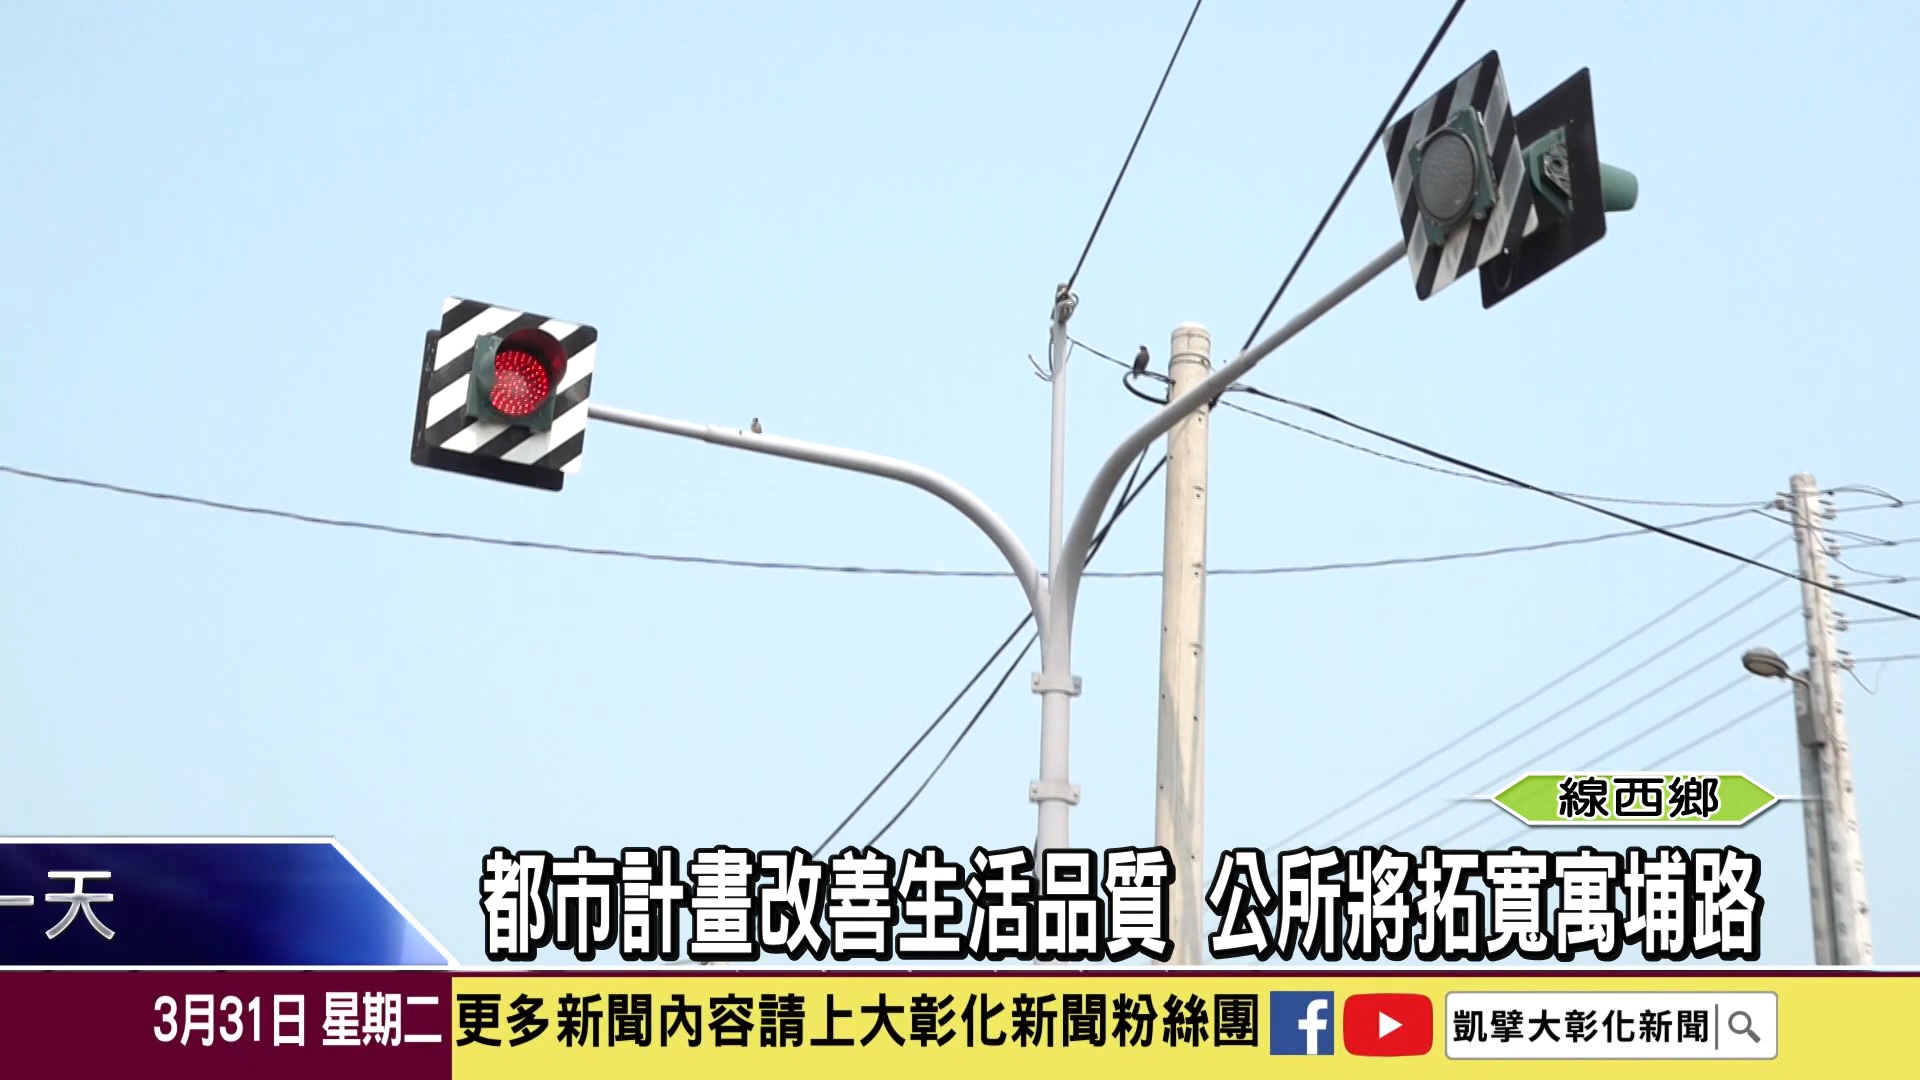 線西鄉
一天
都市計畫改善生活品質 公所將拓寬寓埔路
3月31日 星期二
更多新聞內容請上大彰化新聞粉絲團
凱擘大彰化新聞